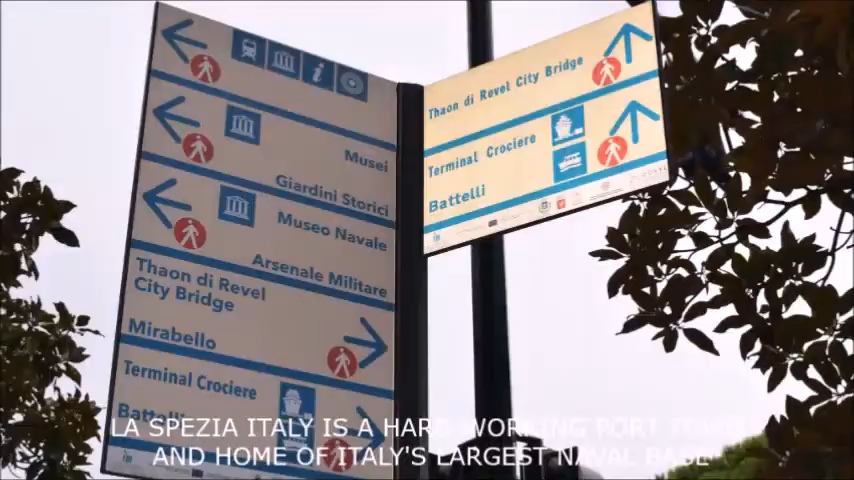 Musei
Giardini Storici
Museo Navale
Arsenale Militare
Thaon di Revel
City Bridge
Mirabello
Terminal Crociere
Battelli
Thaon di Revel City Bridge
Terminal Crociere
Battelli
LA SPEZIA ITALY IS A HARD WORKING PORT TOWN
AND HOME OF ITALY'S LARGEST NAVAL BASE